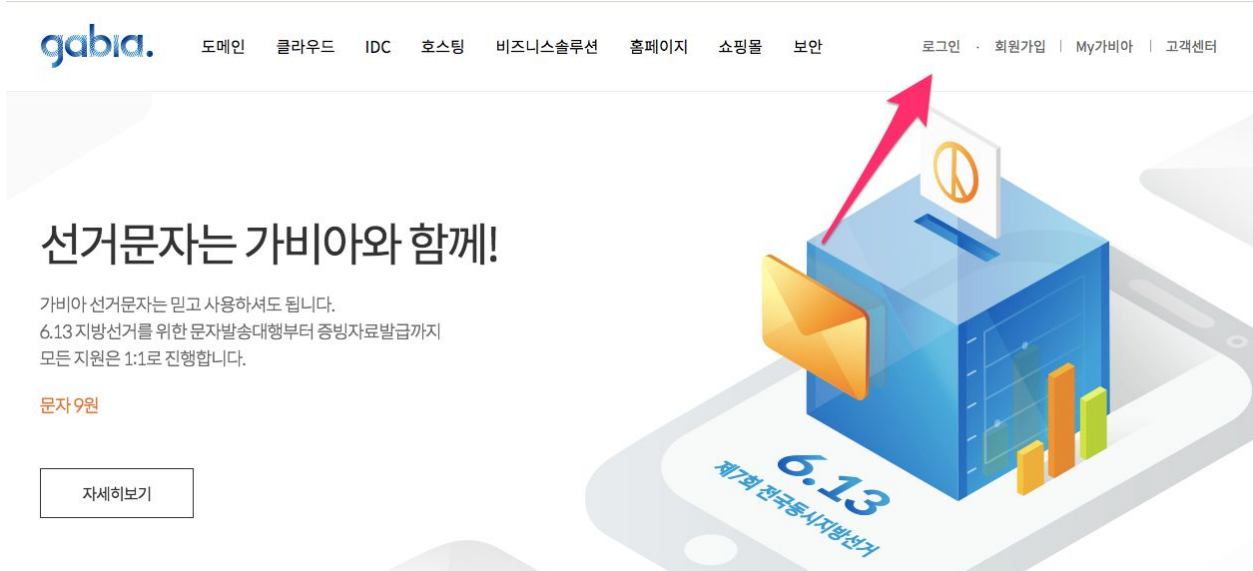 gabia.
도메인 클라우드 IDC 호스팅 비즈니스솔루션 홈페이지 쇼핑몰 보안
로그인 · 회원가입 | My가비아 | 고객센터
선거문자는 가비아와 함께!
가비아 선거문자는 믿고 사용하셔도 됩니다.
6.13 지방선거를 위한 문자발송대행부터 증빙자료발급까지
모든 지원은 1:1로 진행합니다.
문자 9원
자세히보기
6.13
제7회 전국동시지방선거